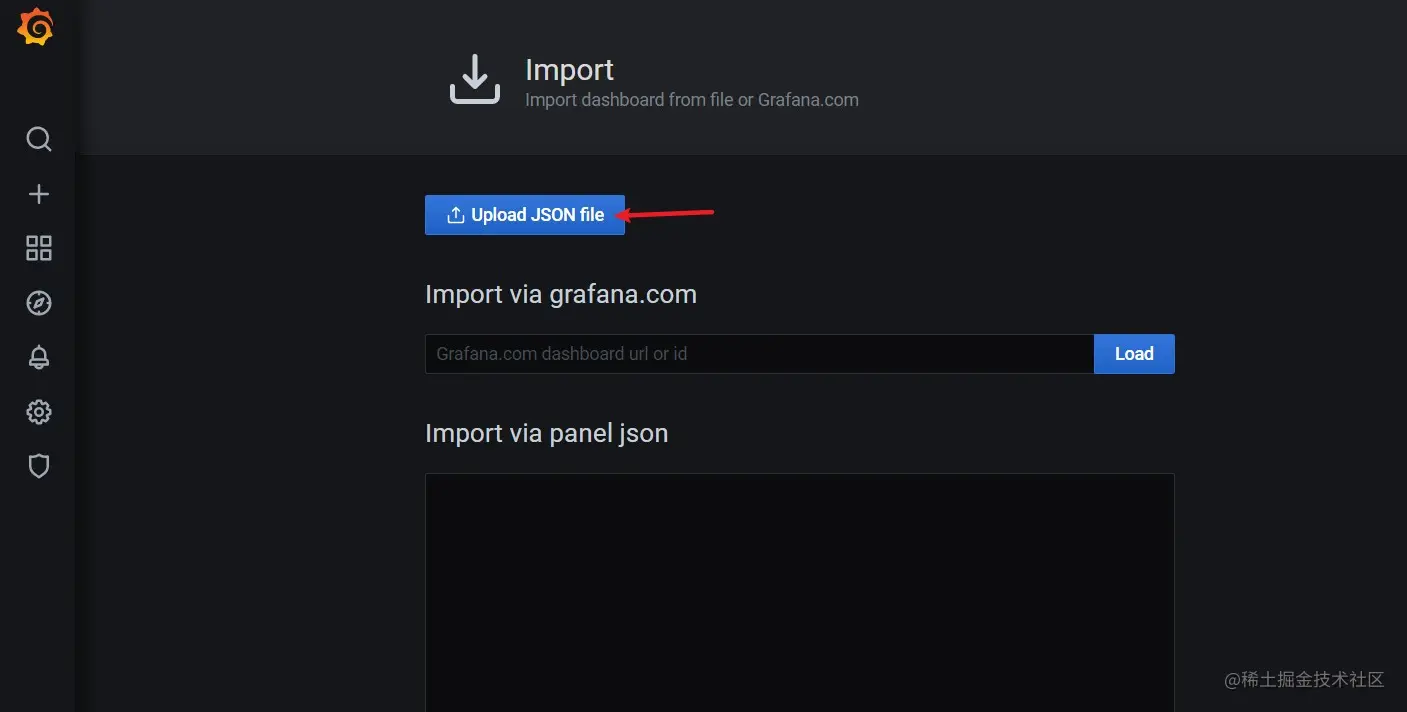 Import
Import dashboard from file or Grafana.com
Upload JSON file
Import via grafana.com
Grafana.com dashboard url or id
Load
Import via panel json
@稀土掘金技术社区